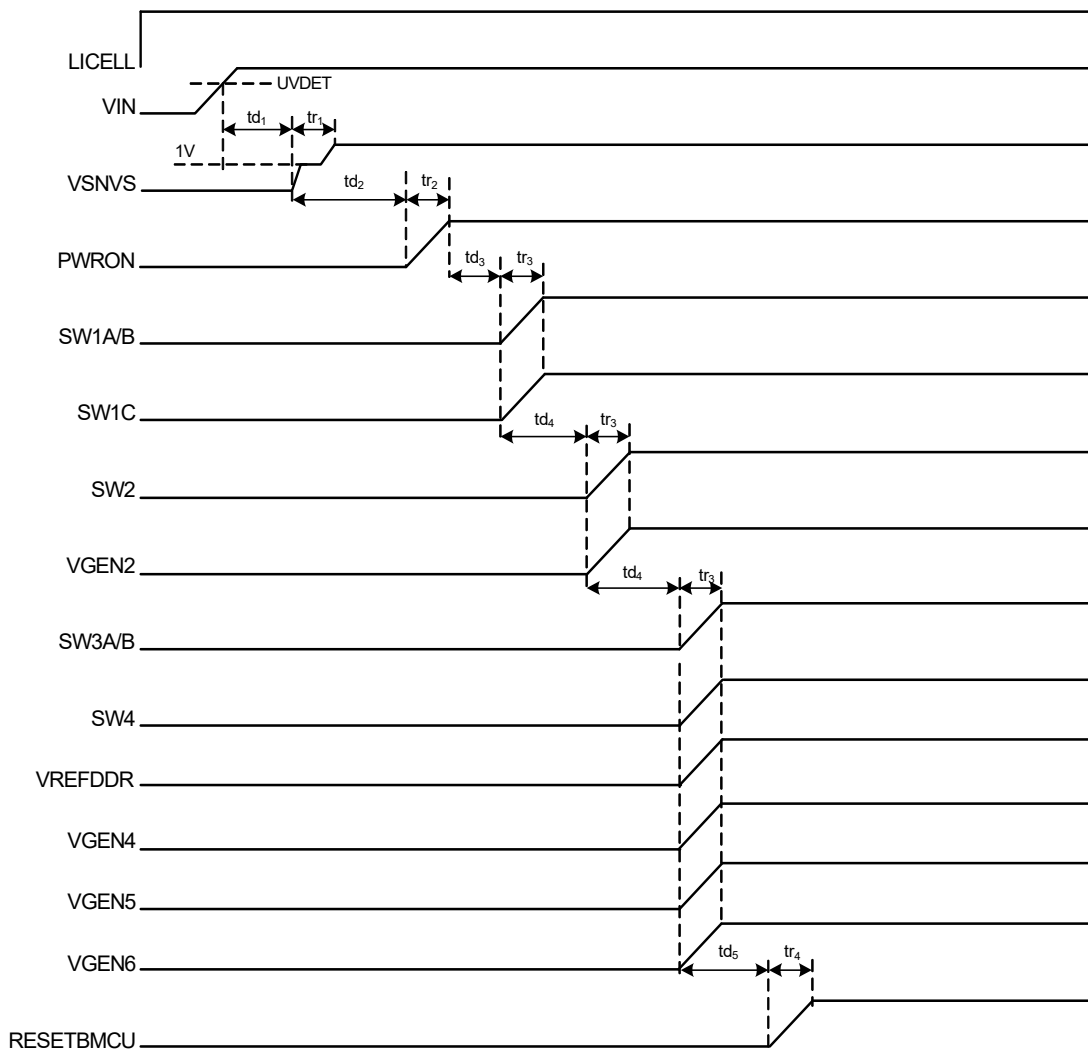 LICELL
UVDET
VIN
td₁ tr₁
1V
VSNVS
td₂ tr₂
PWRON
td₃ tr₃
SW1A/B
SW1C
td₄ tr₃
SW2
VGEN2
td₄ tr₃
SW3A/B
SW4
VREFDDR
VGEN4
VGEN5
VGEN6
td₅ tr₄
RESETBMCU